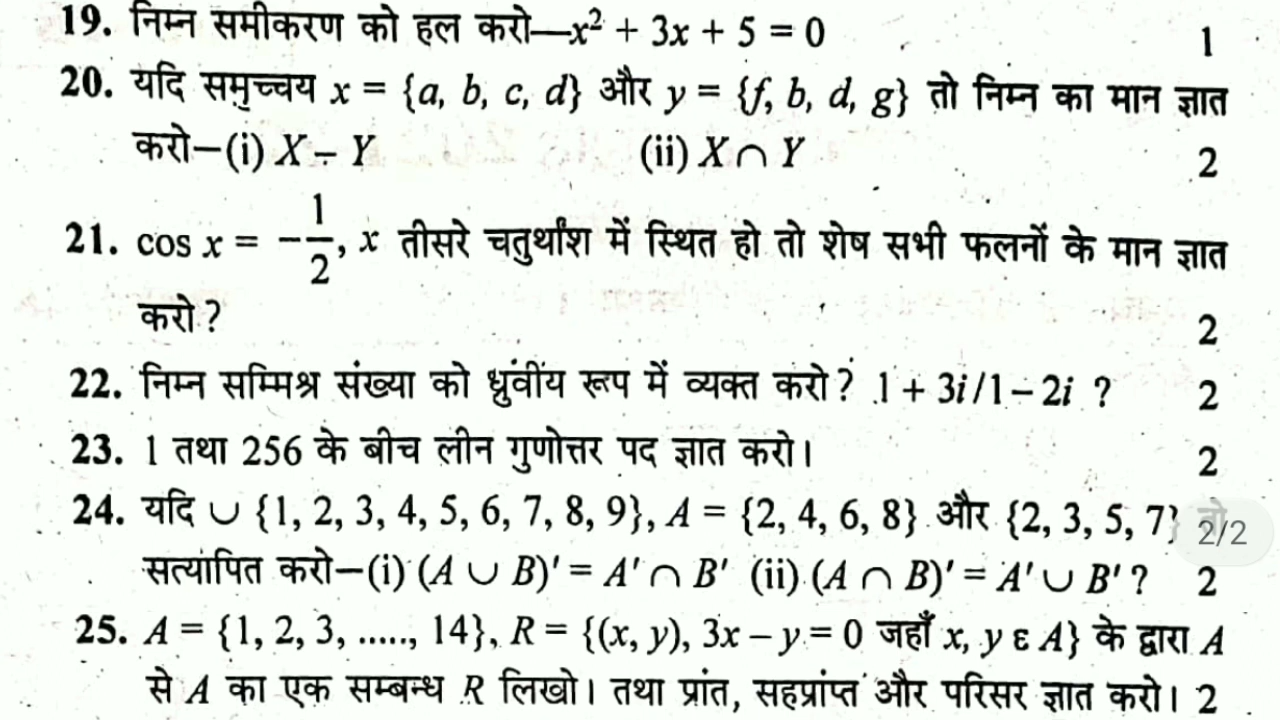 19. निम्न समीकरण को हल करो—x² + 3x + 5 = 0 1
20. यदि समुच्चय x = {a, b, c, d} और y = {f, b, d, g} तो निम्न का मान ज्ञात
करो—(i) X – Y (ii) X ∩ Y 2
21. cos x = –1/2, x तीसरे चतुर्थांश में स्थित हो तो शेष सभी फलनों के मान ज्ञात
करो? 2
22. निम्न सम्मिश्र संख्या को ध्रुवीय रूप में व्यक्त करो? 1 + 3i/1 – 2i ? 2
23. 1 तथा 256 के बीच लीन गुणोत्तर पद ज्ञात करो। 2
24. यदि ∪ {1, 2, 3, 4, 5, 6, 7, 8, 9}, A = {2, 4, 6, 8} और {2, 3, 5, 7} तो
2/2
सत्यापित करो—(i) (A ∪ B)' = A' ∩ B' (ii) (A ∩ B)' = A' ∪ B' ? 2
25. A = {1, 2, 3, ....., 14}, R = {(x, y), 3x – y = 0 जहाँ x, y ε A} के द्वारा A
से A का एक सम्बन्ध R लिखो। तथा प्रांत, सहप्रांप्त और परिसर ज्ञात करो। 2